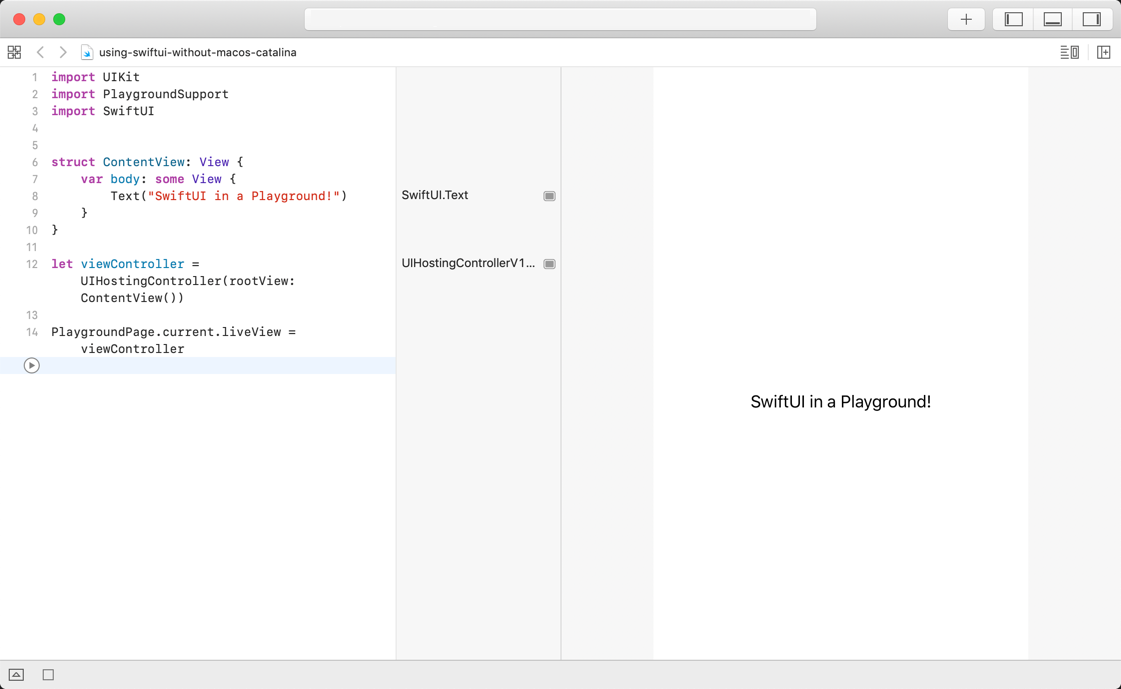 using-swiftui-without-macos-catalina
1 import UIKit
2 import PlaygroundSupport
3 import SwiftUI
4
5
6 struct ContentView: View {
7 var body: some View {
8 Text("SwiftUI in a Playground!")
9 }
10 }
11
12 let viewController =
UIHostingController(rootView:
ContentView())
13
14 PlaygroundPage.current.liveView =
viewController
SwiftUI.Text
UIHostingControllerV1...
SwiftUI in a Playground!